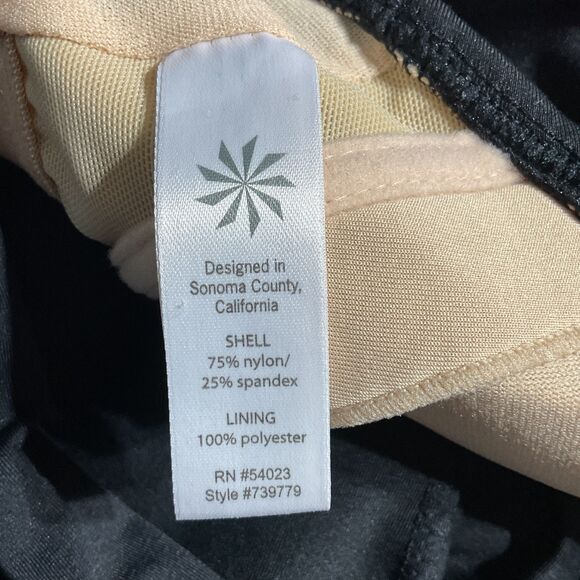 Designed in
Sonoma County,
California
SHELL
75% nylon/
25% spandex
LINING
100% polyester
RN #54023
Style #739779